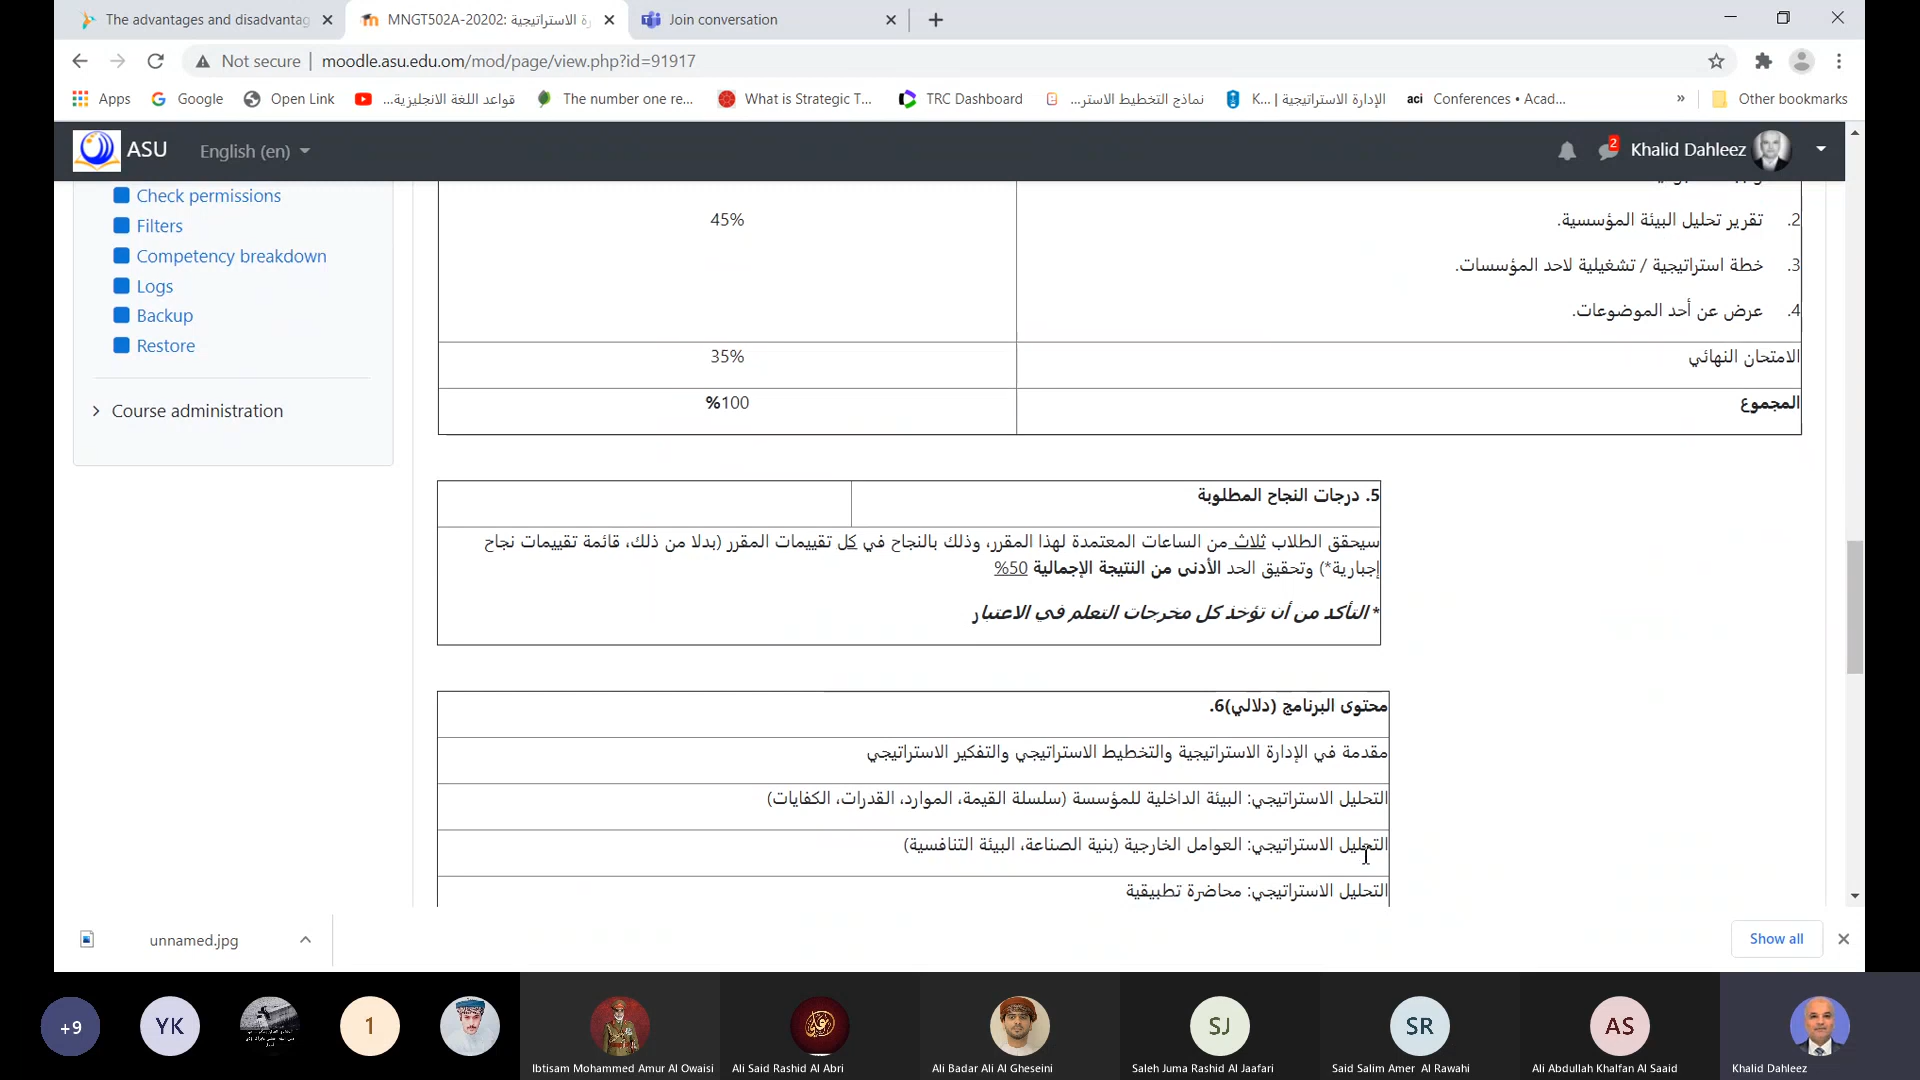 The advantages and disadvantag
MNGT502A-20202: رة الاستراتيجية
Join conversation
Not secure | moodle.asu.edu.om/mod/page/view.php?id=91917
Apps
Google
Open Link
قواعد اللغة الانجليزية...
The number one re...
What is Strategic T...
TRC Dashboard
نماذج التخطيط الاستر...
الإدارة الاستراتيجية | K...
aci Conferences • Acad...
»
Other bookmarks
ASU
English (en)
2
Khalid Dahleez
Check permissions
Filters
Competency breakdown
Logs
Backup
Restore
Course administration
2. تقرير تحليل البيئة المؤسسية.
45%
3. خطة استراتيجية / تشغيلية لاحد المؤسسات.
4. عرض عن أحد الموضوعات.
الامتحان النهائي
35%
المجموع
%100
5. درجات النجاح المطلوبة
سيحقق الطلاب ثلاث من الساعات المعتمدة لهذا المقرر، وذلك بالنجاح في كل تقييمات المقرر (بدلا من ذلك، قائمة تقييمات نجاح
إجبارية*) وتحقيق الحد الأدنى من النتيجة الإجمالية 50%
* التأكد من أن تؤخذ كل مخرجات التعلم في الاعتبار
محتوى البرنامج (دلالي)6.
مقدمة في الإدارة الاستراتيجية والتخطيط الاستراتيجي والتفكير الاستراتيجي
التحليل الاستراتيجي: البيئة الداخلية للمؤسسة (سلسلة القيمة، الموارد، القدرات، الكفايات)
التحليل الاستراتيجي: العوامل الخارجية (بنية الصناعة، البيئة التنافسية)
التحليل الاستراتيجي: محاضرة تطبيقية
unnamed.jpg
Show all
+9
YK
1
SJ
SR
AS
Ibtisam Mohammed Amur Al Owaisi
Ali Said Rashid Al Abri
Ali Badar Ali Al Gheseini
Saleh Juma Rashid Al Jaafari
Said Salim Amer Al Rawahi
Ali Abdullah Khalfan Al Saaid
Khalid Dahleez